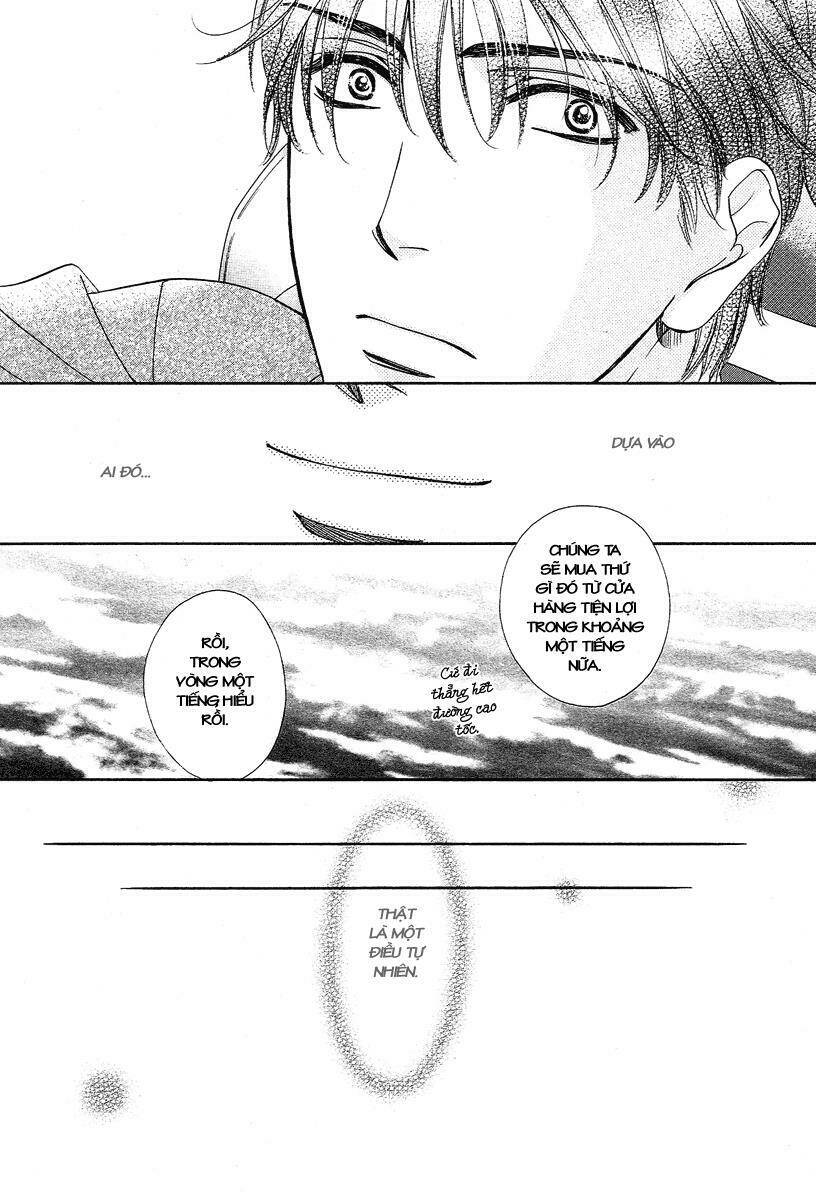 DỰA VÀO
AI ĐÓ...
CHÚNG TA
SẼ MUA THỨ
GÌ ĐÓ TỪ CỬA
HÀNG TIỆN LỢI
TRONG KHOẢNG
MỘT TIẾNG
NỮA.
Cứ đi
thẳng hết
đường cao
tốc.
RỒI,
TRONG
VÒNG MỘT
TIẾNG HIỂU
RỒI.
THẬT
LÀ MỘT
ĐIỀU TỰ
NHIÊN.